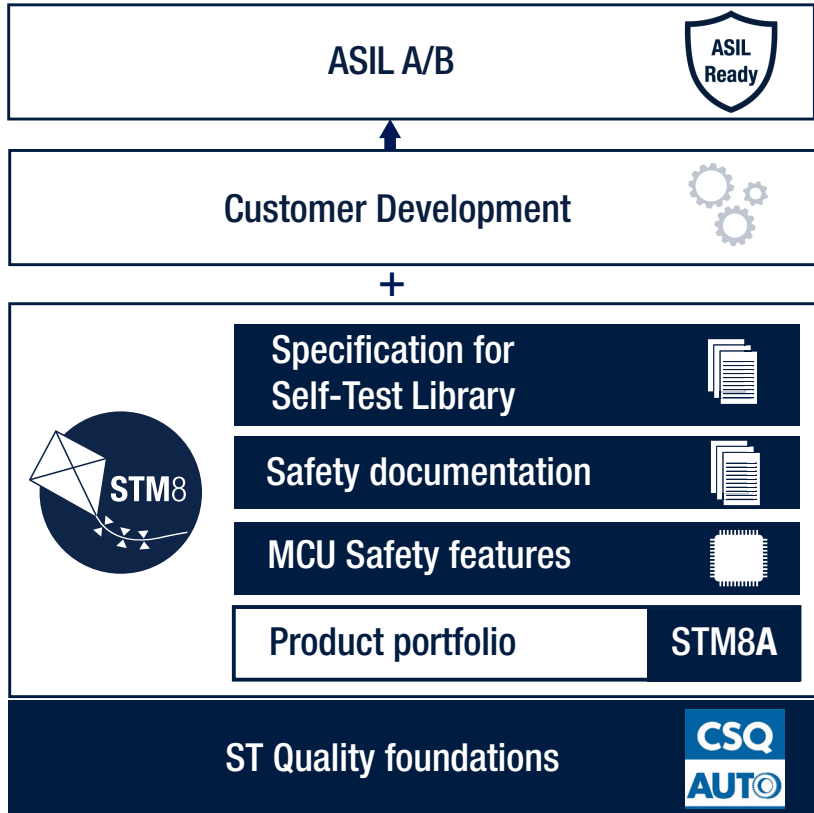 ASIL A/B
ASIL
Ready
Customer Development
+
Specification for
Self-Test Library
STM8
Safety documentation
MCU Safety features
Product portfolio
STM8A
ST Quality foundations
CSQ
AUTO